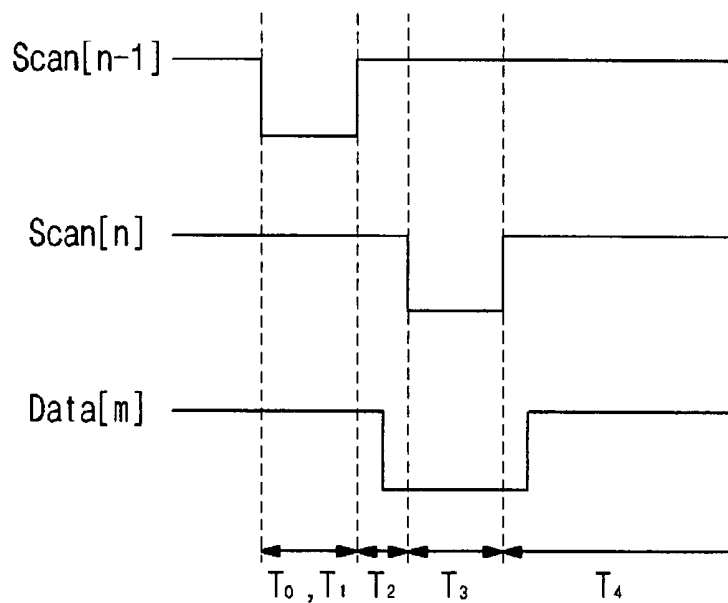 Scan[n-1]
Scan[n]
Data[m]
T₀ ,T₁ T₂ T₃ T₄